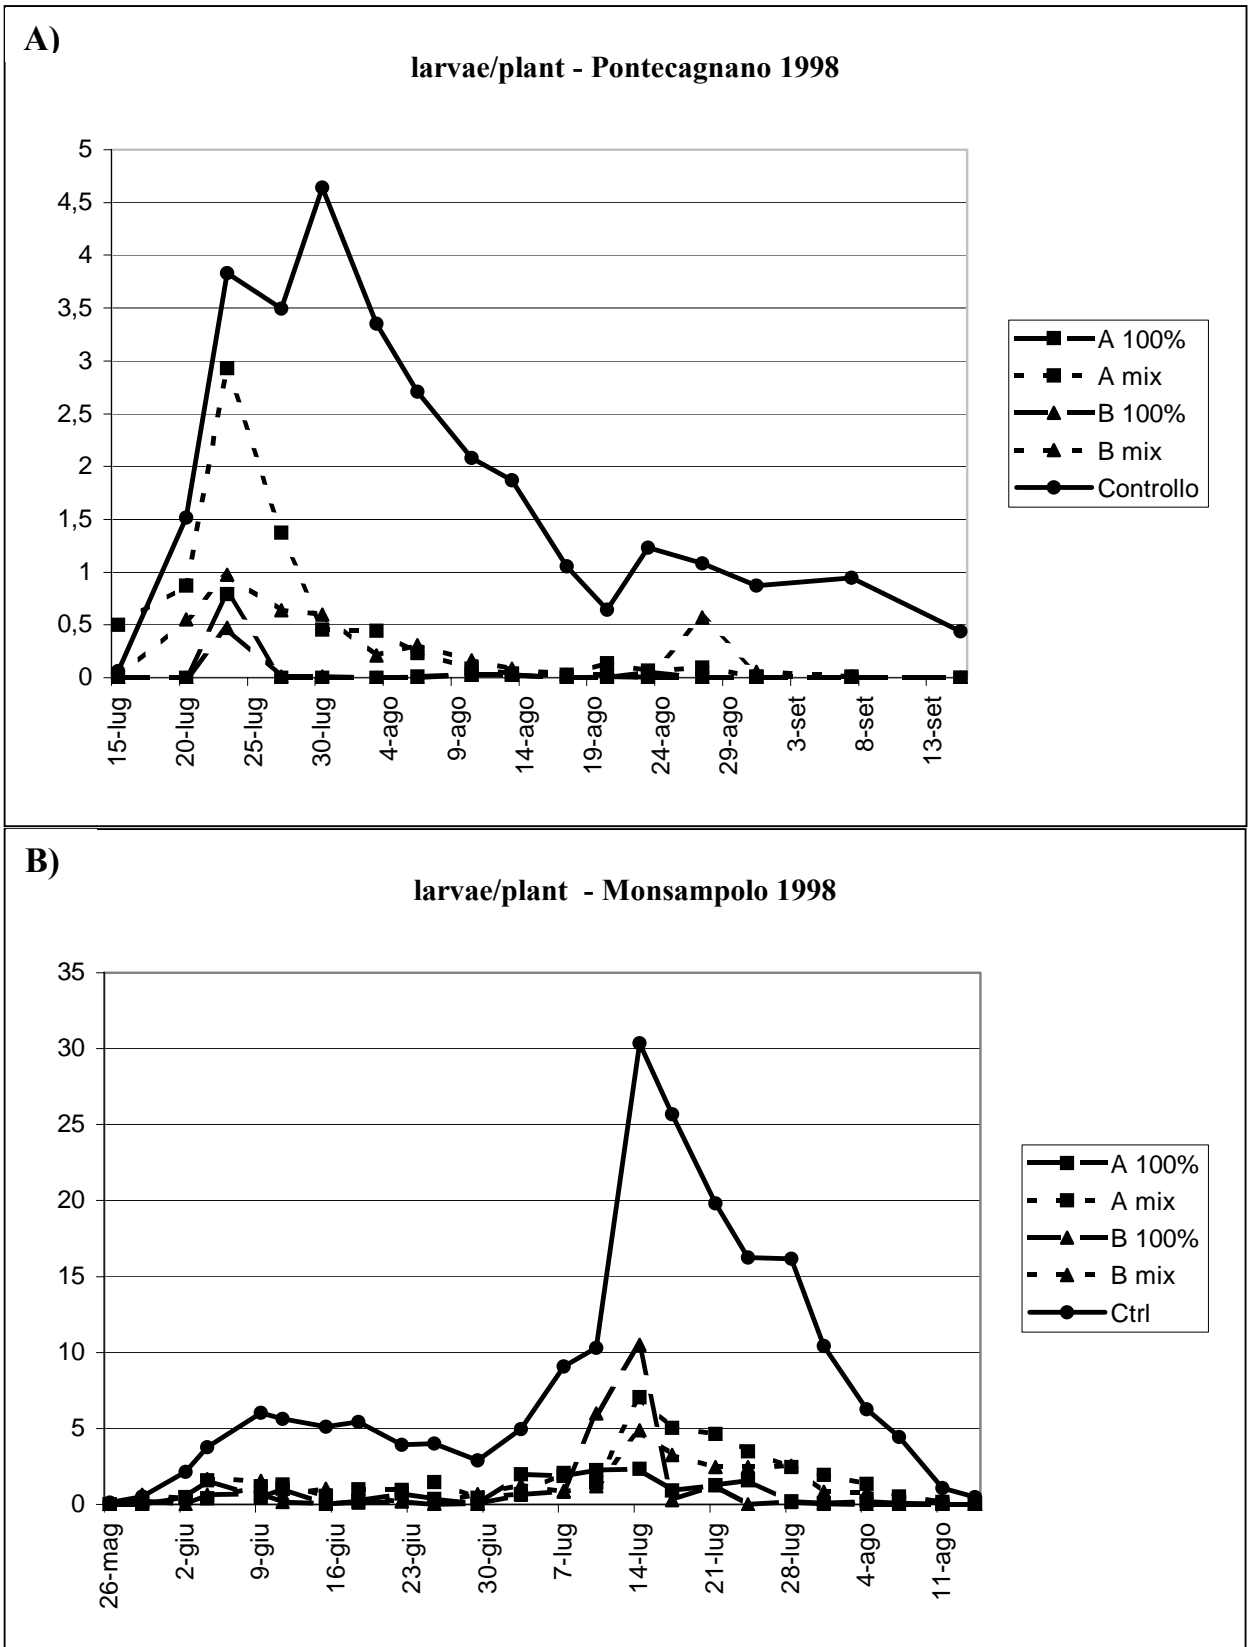 A)
larvae/plant - Pontecagnano 1998
5
4,5
4
3,5
3
2,5
2
1,5
1
0,5
0
15-lug
20-lug
25-lug
30-lug
4-ago
9-ago
14-ago
19-ago
24-ago
29-ago
3-set
8-set
13-set
A 100%
A mix
B 100%
B mix
Controllo
B)
larvae/plant - Monsampolo 1998
35
30
25
20
15
10
5
0
26-mag
2-giu
9-giu
16-giu
23-giu
30-giu
7-lug
14-lug
21-lug
28-lug
4-ago
11-ago
A 100%
A mix
B 100%
B mix
Ctrl